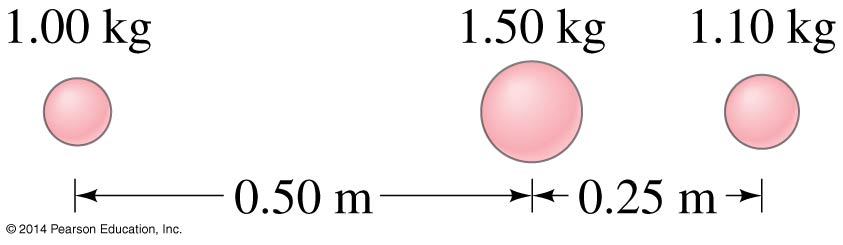 1.00 kg 1.50 kg 1.10 kg
0.50 m 0.25 m
© 2014 Pearson Education, Inc.